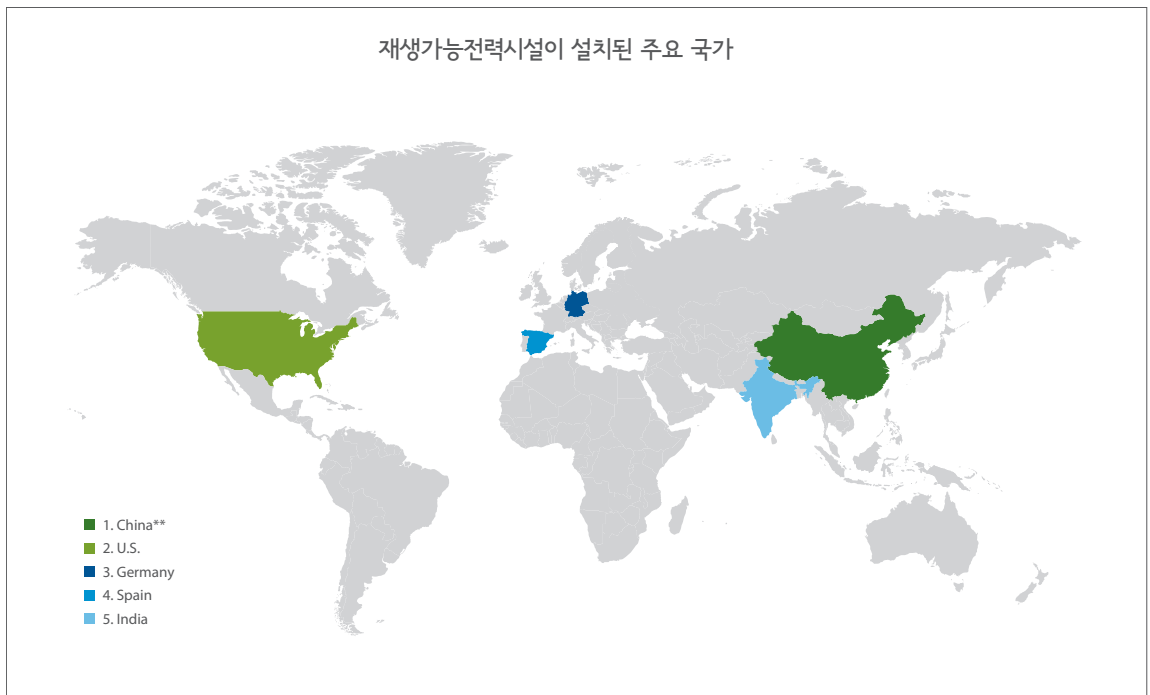 재생가능전력시설이 설치된 주요 국가
1. China**
2. U.S.
3. Germany
4. Spain
5. India